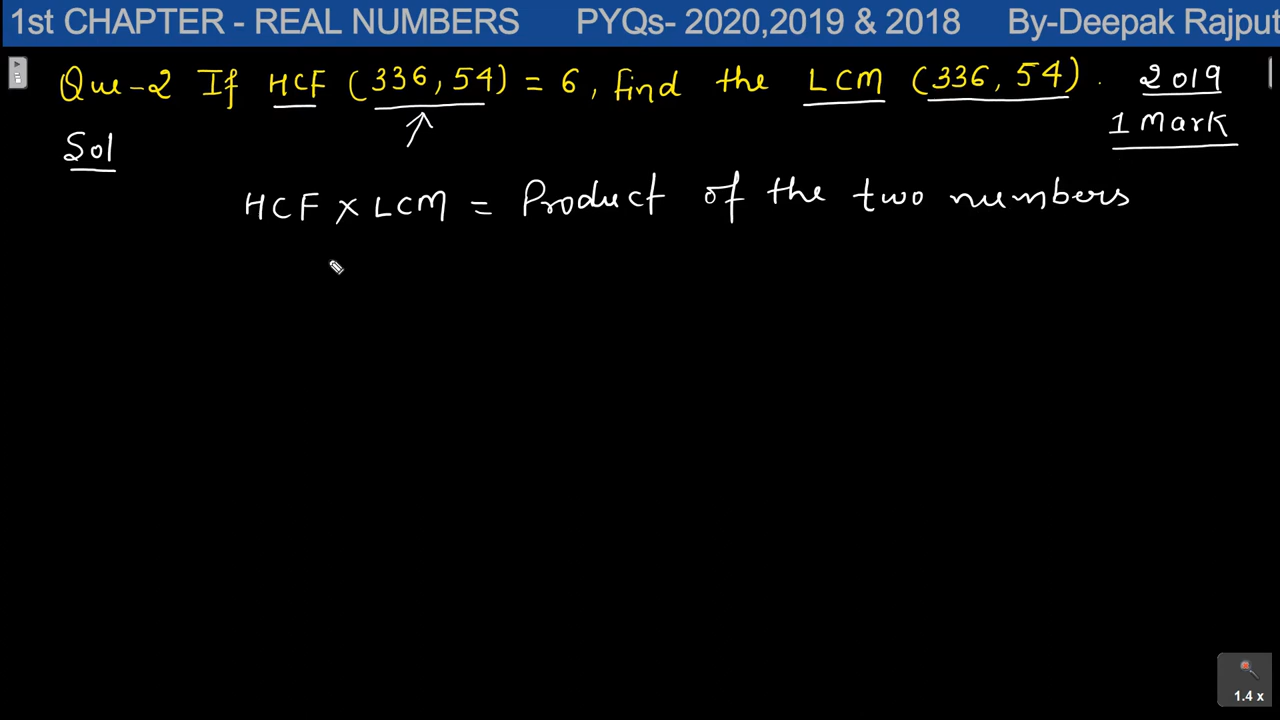 1st CHAPTER - REAL NUMBERS PYQs- 2020,2019 & 2018 By-Deepak Rajput
Que-2 If HCF (336,54) = 6, find the LCM (336,54). 2019
1 Mark
Sol
HCF × LCM = Product of the two numbers
1.4 x